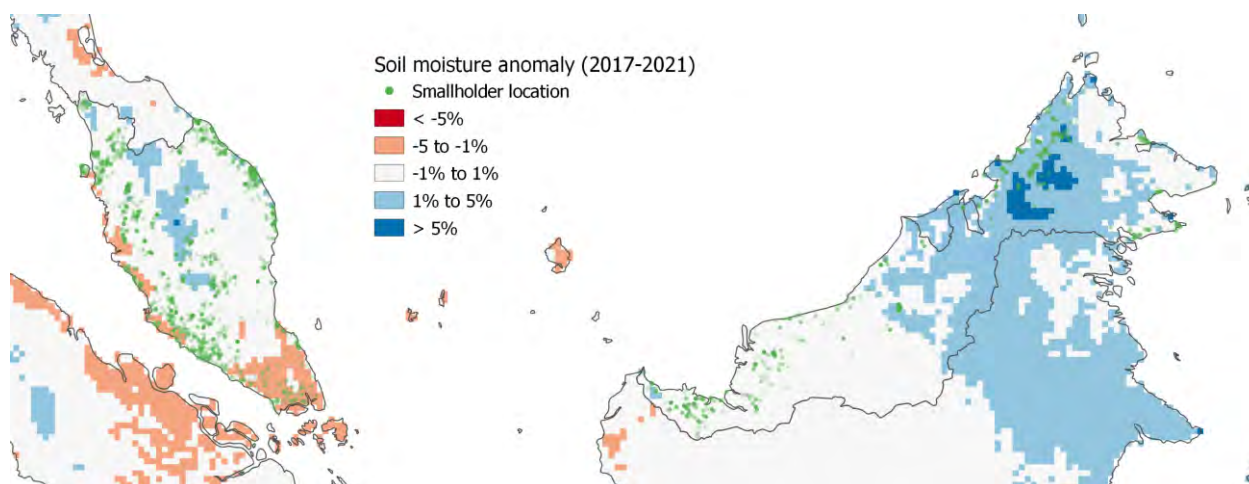 Soil moisture anomaly (2017-2021)
Smallholder location
< -5%
-5 to -1%
-1% to 1%
1% to 5%
> 5%